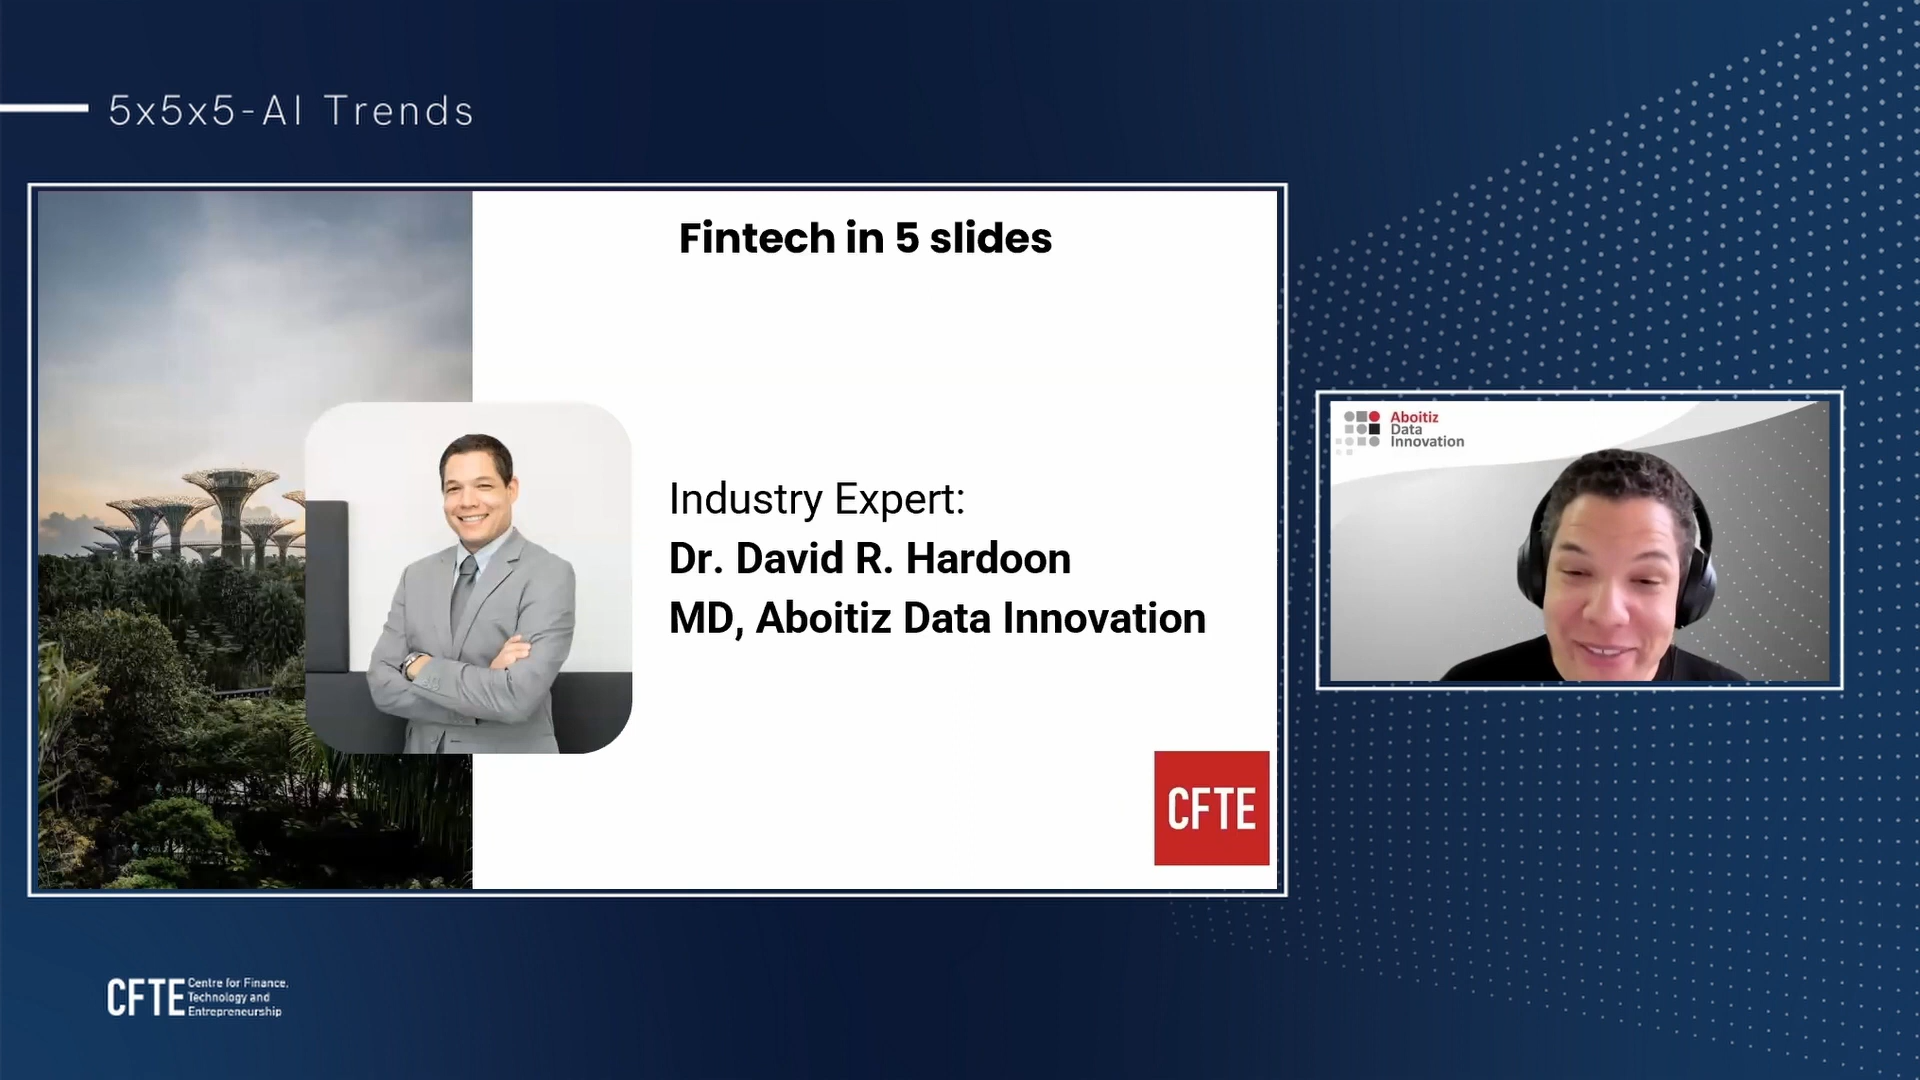 5x5x5-AI Trends
Fintech in 5 slides
Industry Expert:
Dr. David R. Hardoon
MD, Aboitiz Data Innovation
CFTE
Aboitiz
Data
Innovation
CFTE
Centre for Finance,
Technology and
Entrepreneurship